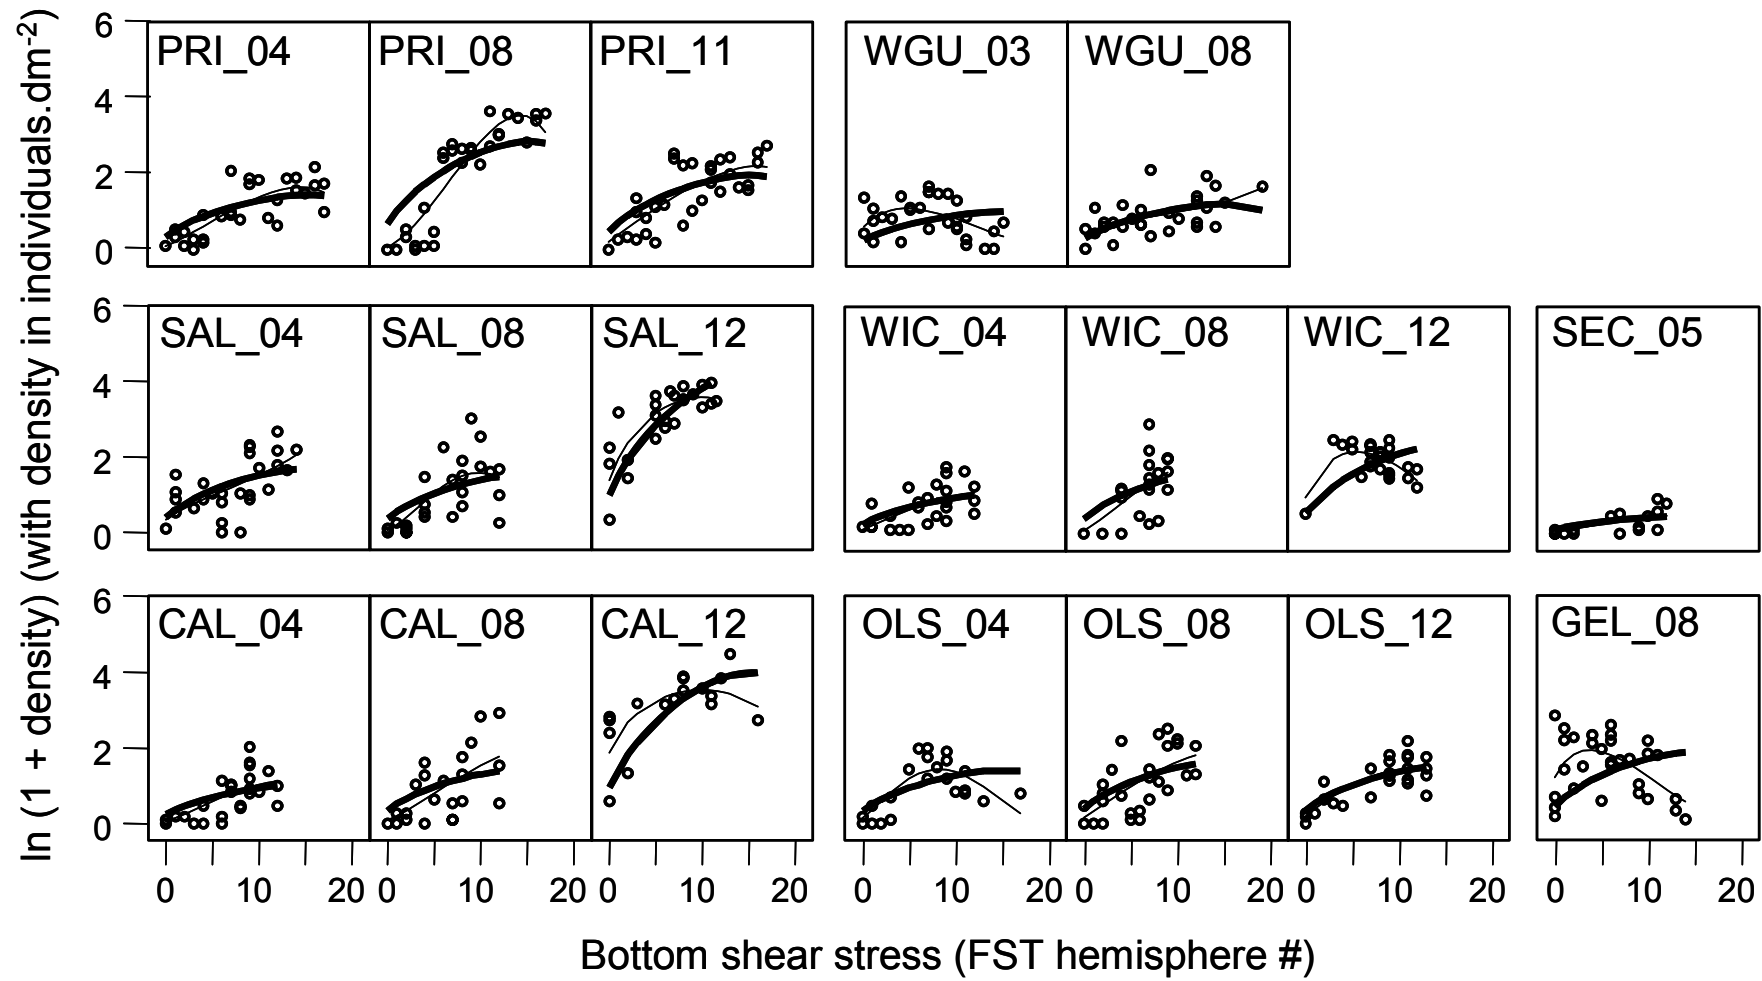 ln (1 + density) (with density in individuals.dm-2)
6
4
2
0
PRI_04
PRI_08
PRI_11
WGU_03
WGU_08
6
4
2
0
SAL_04
SAL_08
SAL_12
WIC_04
WIC_08
WIC_12
SEC_05
6
4
2
0
CAL_04
CAL_08
CAL_12
OLS_04
OLS_08
OLS_12
GEL_08
0 10 20 0 10 20 0 10 20 0 10 20 0 10 20 0 10 20 0 10 20
Bottom shear stress (FST hemisphere #)